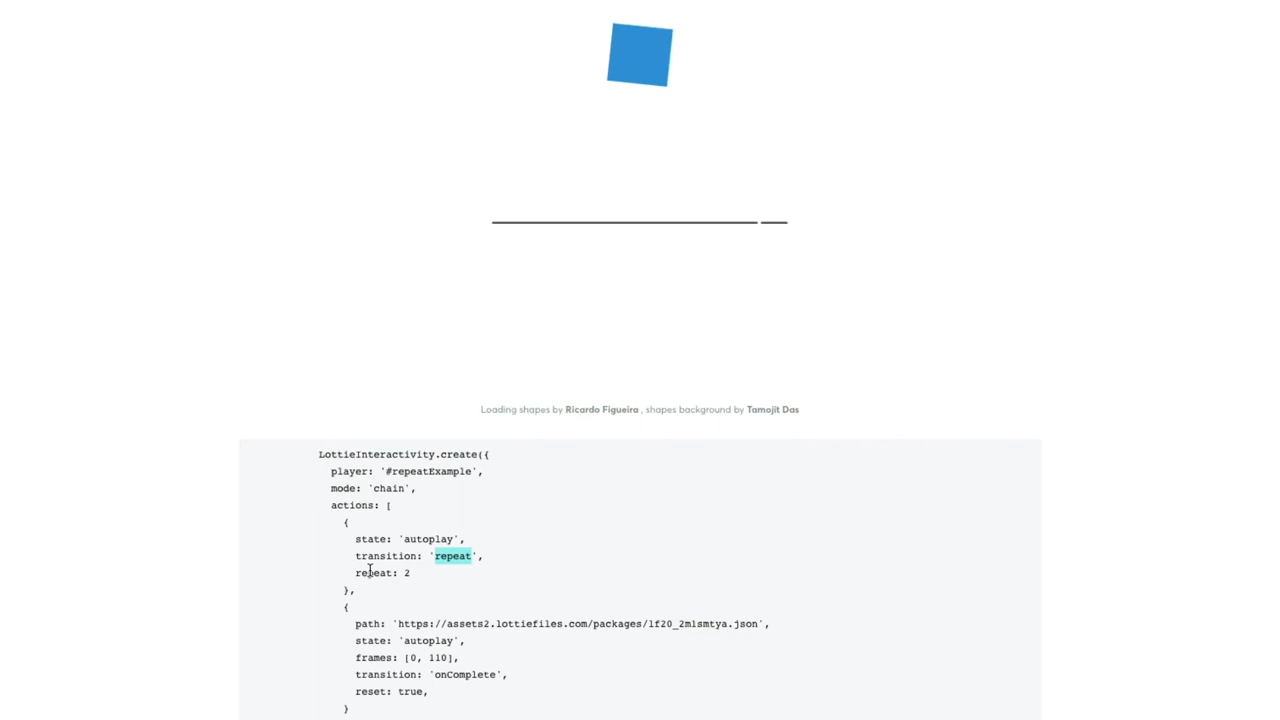 Loading shapes by Ricardo Figueira , shapes background by Tamojit Das
LottieInteractivity.create({
player: `#repeatExample`,
mode: `chain`,
actions: [
{
state: `autoplay`,
transition: `repeat`,
repeat: 2
},
{
path: `https://assets2.lottiefiles.com/packages/lf20_2m1smtya.json`,
state: `autoplay`,
frames: [0, 110],
transition: `onComplete`,
reset: true,
}